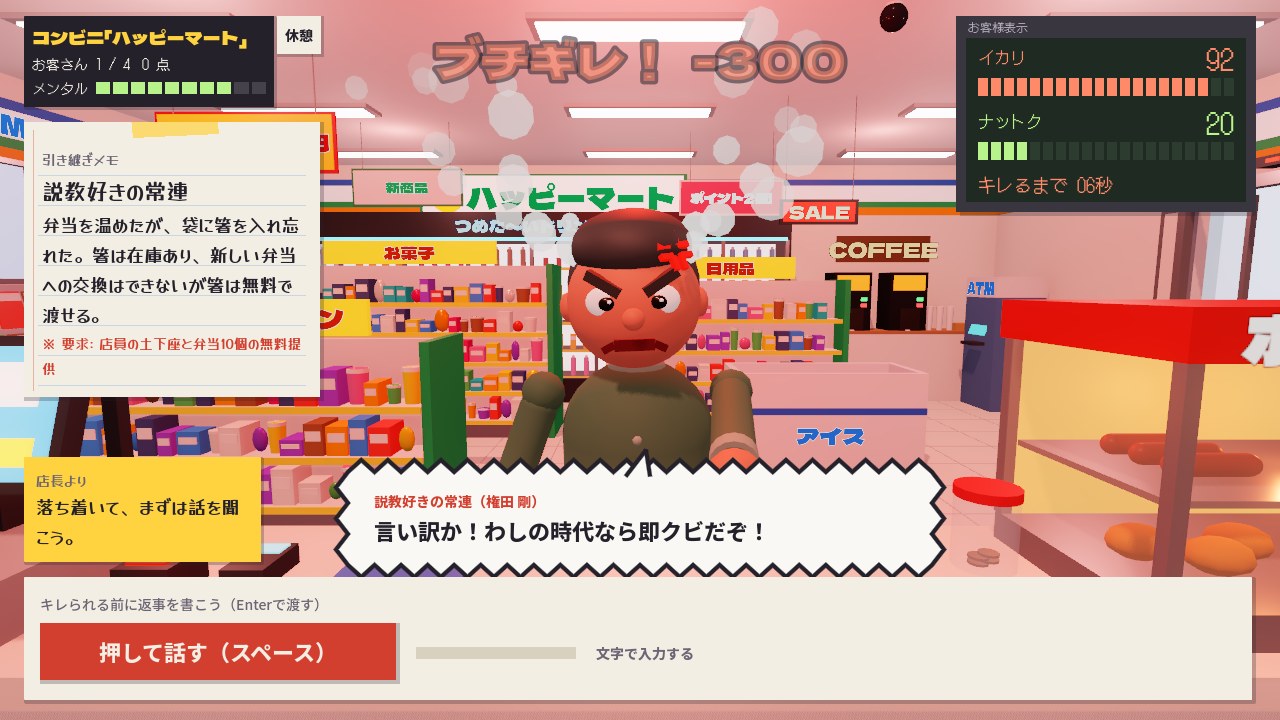 コンビニ「ハッピーマート」
お客さん 1/4 0点
メンタル
休憩
ブチギレ! -300
お客様表示
イカリ 92
ナットク 20
キレるまで 06秒
引き継ぎメモ
説教好きの常連
弁当を温めたが、袋に箸を入れ忘
れた。箸は在庫あり、新しい弁当
への交換はできないが箸は無料で
渡せる。
※ 要求: 店員の土下座と弁当10個の無料提
供
新商品
ハッピーマート
SALE
お菓子
日用品
COFFEE
ATM
アイス
店長より
落ち着いて、まずは話を聞
こう。
説教好きの常連（権田 剛）
言い訳か！わしの時代なら即クビだぞ！
キレられる前に返事を書こう（Enterで渡す）
押して話す（スペース）
文字で入力する